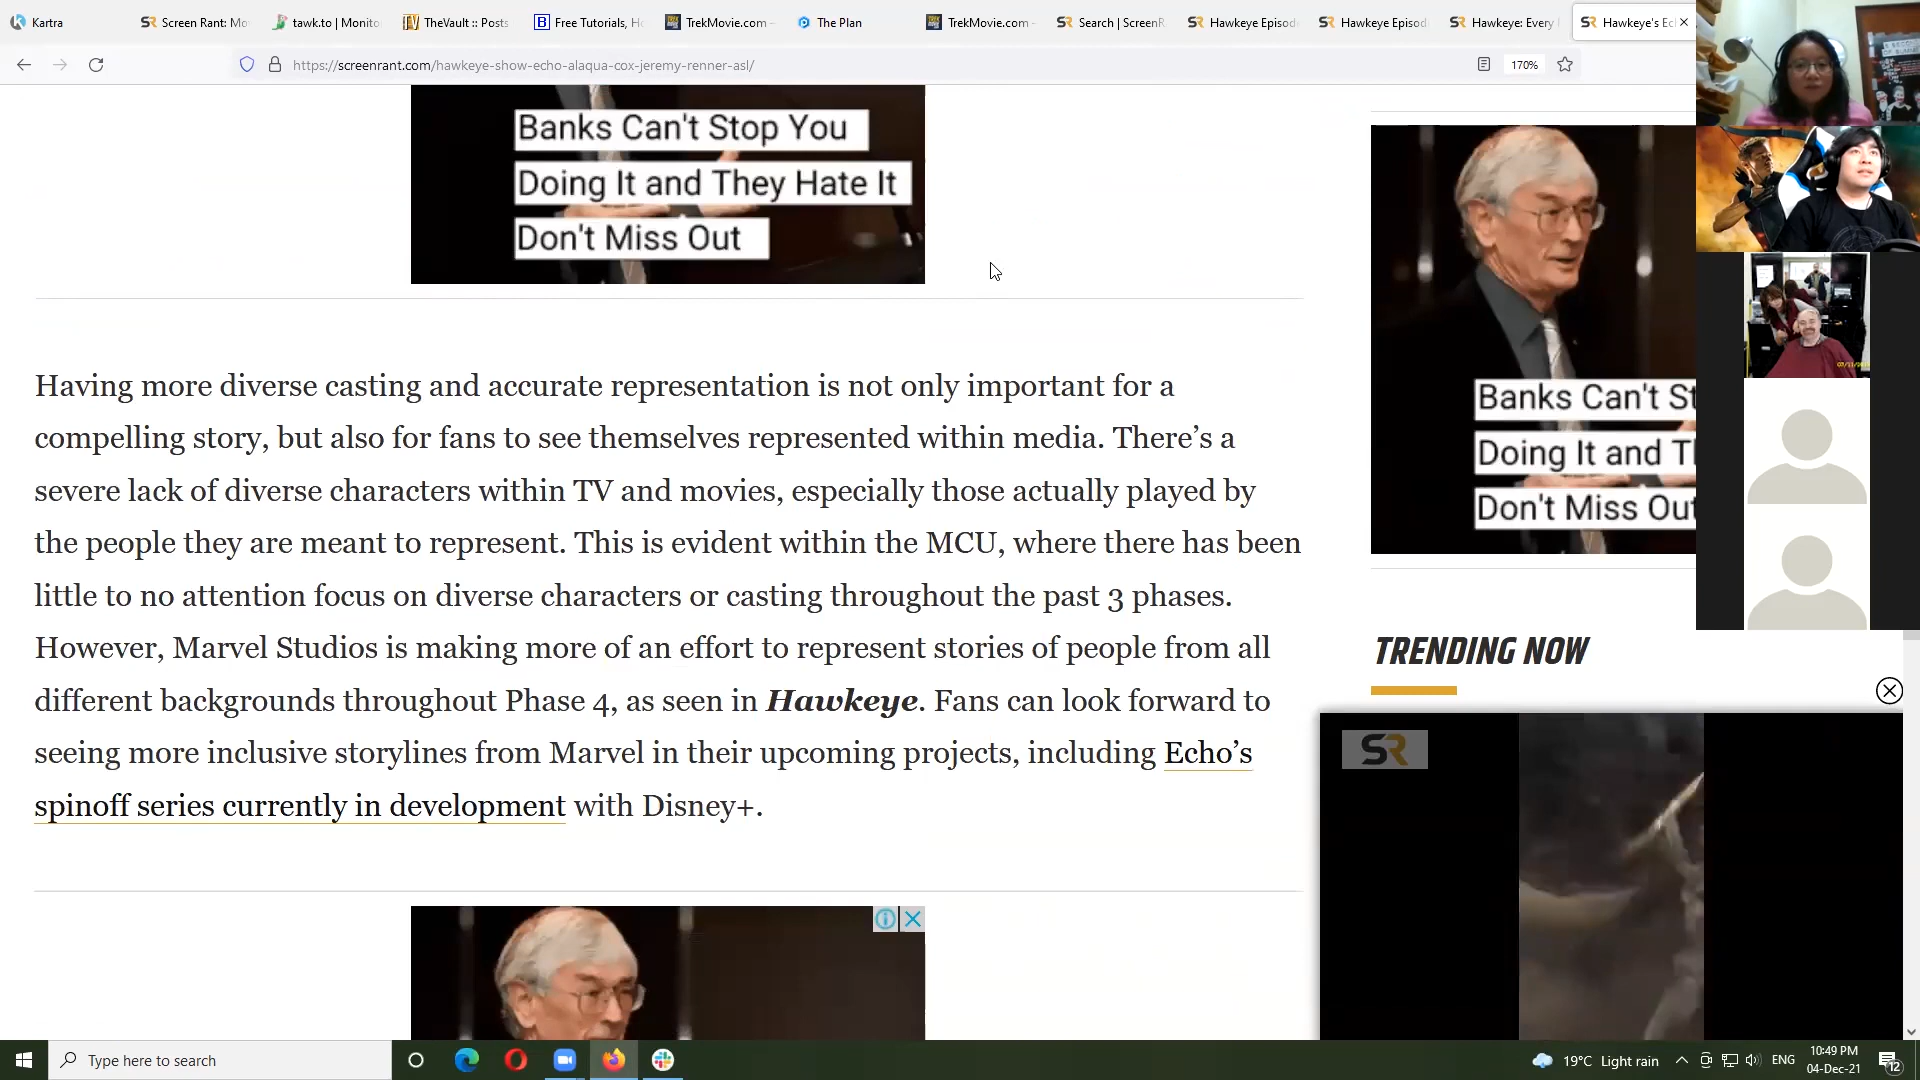 Kartra
Screen Rant: Mo
tawk.to | Monito
TheVault :: Posts
Free Tutorials, He
TrekMovie.com -
The Plan
TrekMovie.com -
Search | ScreenR
Hawkeye Episod
Hawkeye Episod
Hawkeye: Every
Hawkeye's Ec
https://screenrant.com/hawkeye-show-echo-alaqua-cox-jeremy-renner-asl/
170%
Banks Can't Stop You
Doing It and They Hate It
Don't Miss Out
Having more diverse casting and accurate representation is not only important for a
compelling story, but also for fans to see themselves represented within media. There's a
severe lack of diverse characters within TV and movies, especially those actually played by
the people they are meant to represent. This is evident within the MCU, where there has been
little to no attention focus on diverse characters or casting throughout the past 3 phases.
However, Marvel Studios is making more of an effort to represent stories of people from all
different backgrounds throughout Phase 4, as seen in Hawkeye. Fans can look forward to
seeing more inclusive storylines from Marvel in their upcoming projects, including Echo's
spinoff series currently in development with Disney+.
Banks Can't St
Doing It and Th
Don't Miss Out
TRENDING NOW
SR
Type here to search
19°C Light rain
ENG
10:49 PM
04-Dec-21
12